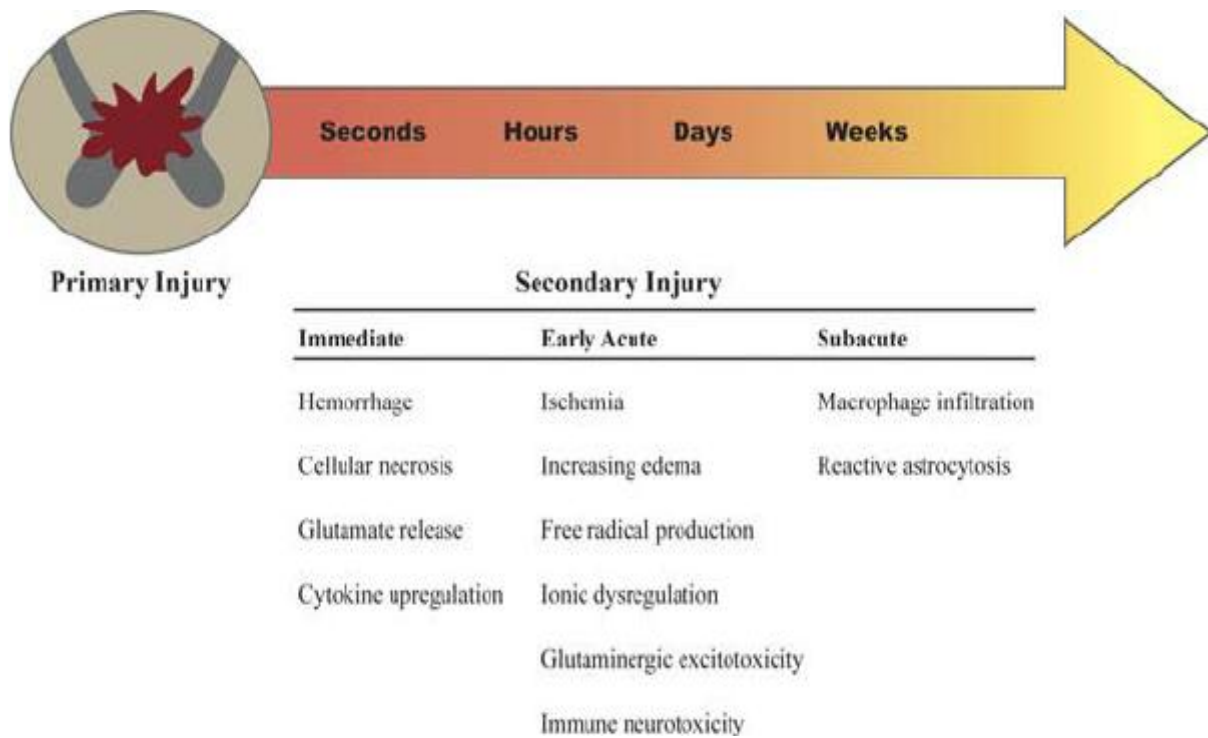 Seconds Hours Days Weeks
Primary Injury
Secondary Injury
Immediate Early Acute Subacute
Hemorrhage Ischemia Macrophage infiltration
Cellular necrosis Increasing edema Reactive astrocytosis
Glutamate release Free radical production
Cytokine upregulation Ionic dysregulation
Glutaminergic excitotoxicity
Immune neurotoxicity